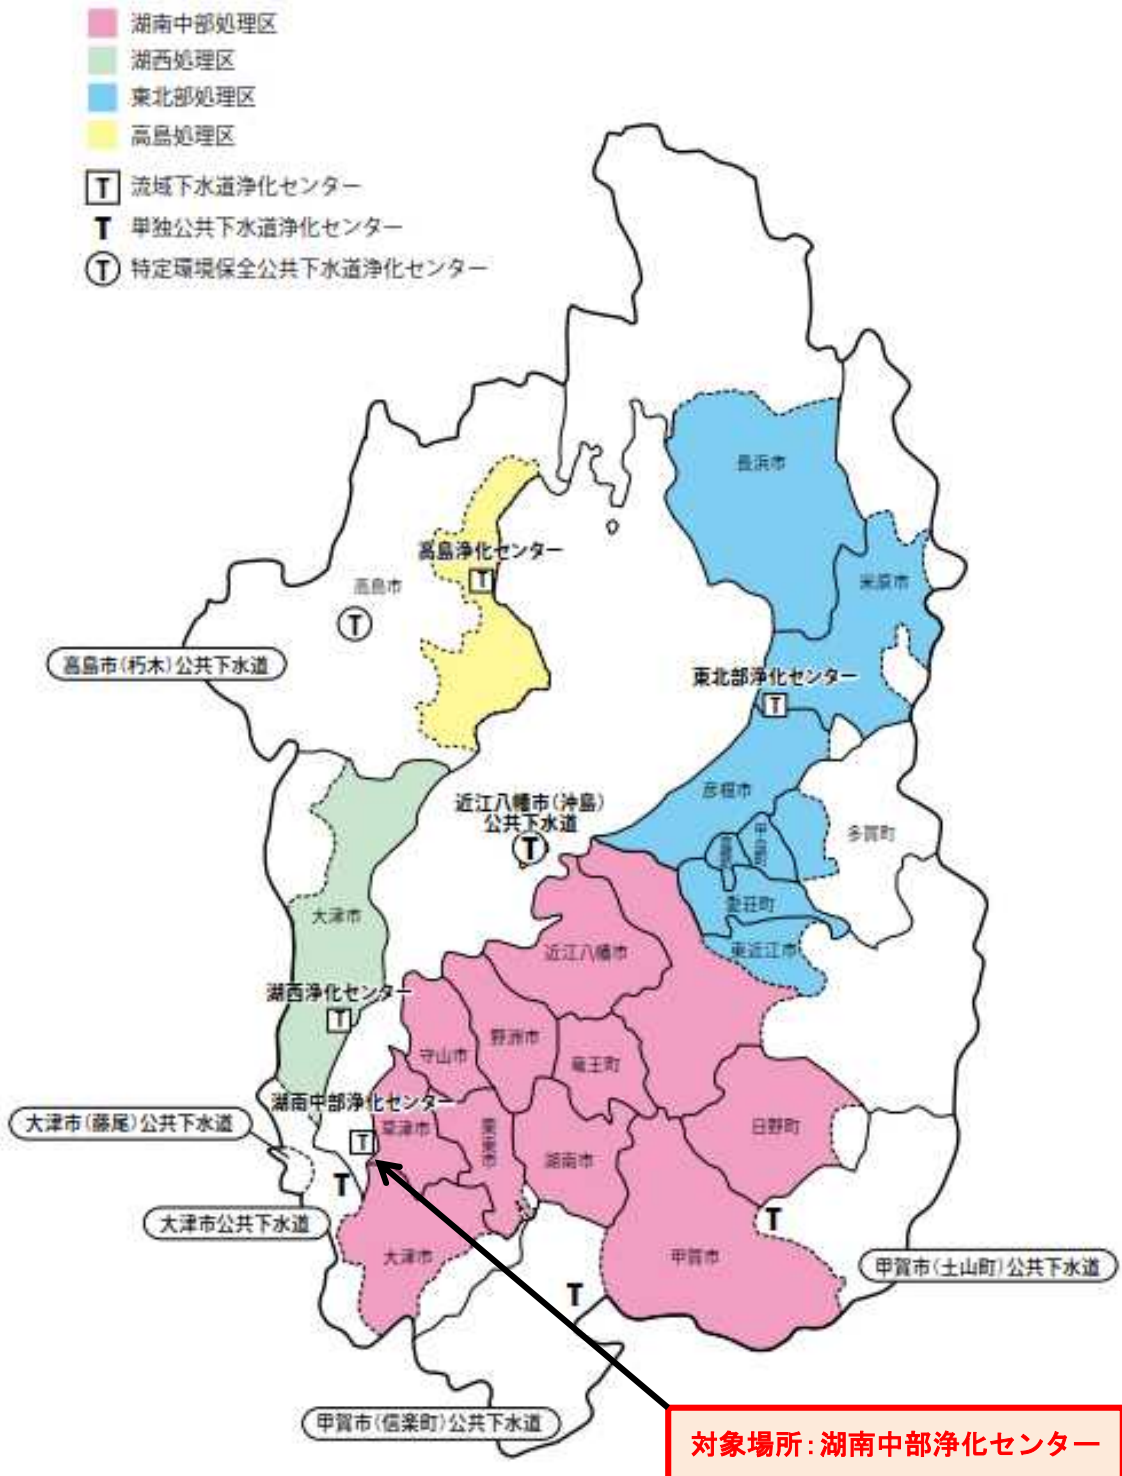 湖南中部処理区
湖西処理区
東北部処理区
高島処理区
T 流域下水道浄化センター
T 単独公共下水道浄化センター
T 特定環境保全公共下水道浄化センター
長浜市
高島浄化センター
T
高島市
米原市
T
高島市(朽木)公共下水道
東北部浄化センター
T
彦根市
近江八幡市(沖島)
公共下水道
T
甲良町
多賀町
愛荘町
大津市
東近江市
近江八幡市
湖西浄化センター
T
野洲市
守山市
竜王町
湖南中部浄化センター
大津市(藤尾)公共下水道
草津市
栗東市
日野町
T
湖南市
T
大津市公共下水道
T
大津市
甲賀市
甲賀市(土山町)公共下水道
T
甲賀市(信楽町)公共下水道
対象場所:湖南中部浄化センター